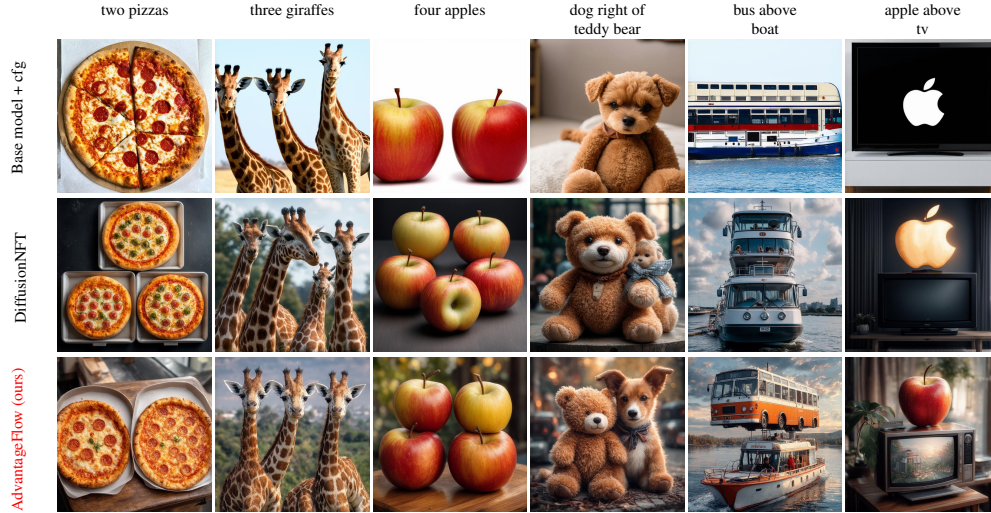 two pizzas
three giraffes
four apples
dog right of
teddy bear
bus above
boat
apple above
tv
Base model + cfg
DiffusionNFT
AdvantageFlow (ours)